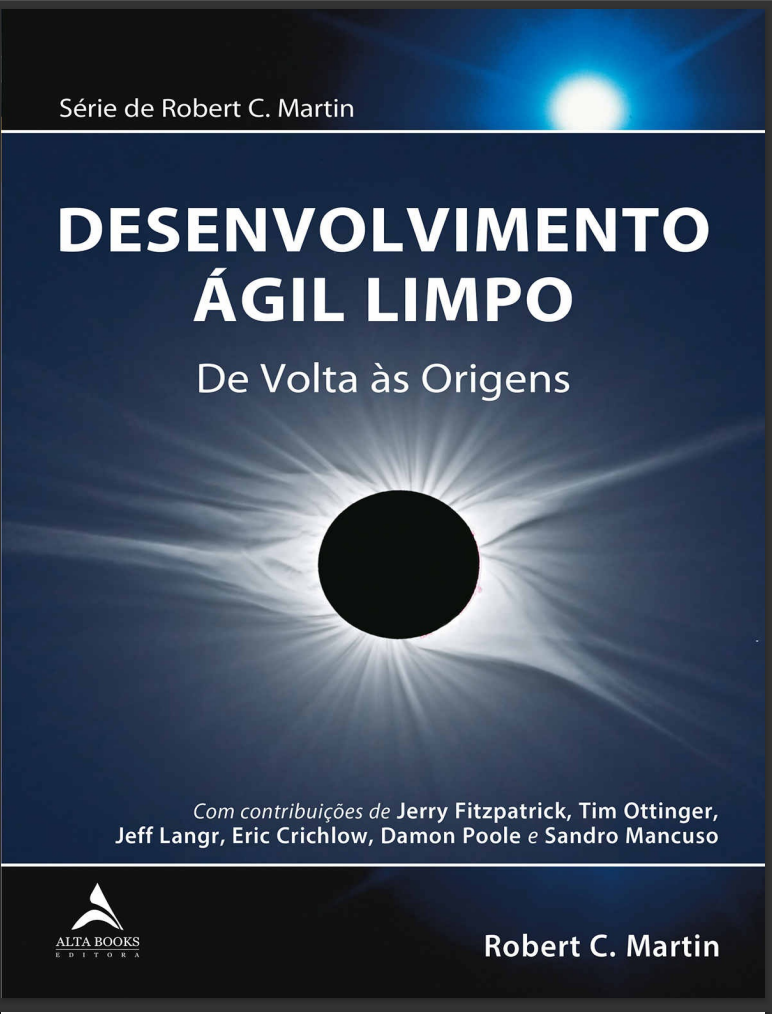 Série de Robert C. Martin
DESENVOLVIMENTO
ÁGIL LIMPO
De Volta às Origens
Com contribuições de Jerry Fitzpatrick, Tim Ottinger,
Jeff Langr, Eric Crichlow, Damon Poole e Sandro Mancuso
ALTA BOOKS
EDITORA
Robert C. Martin